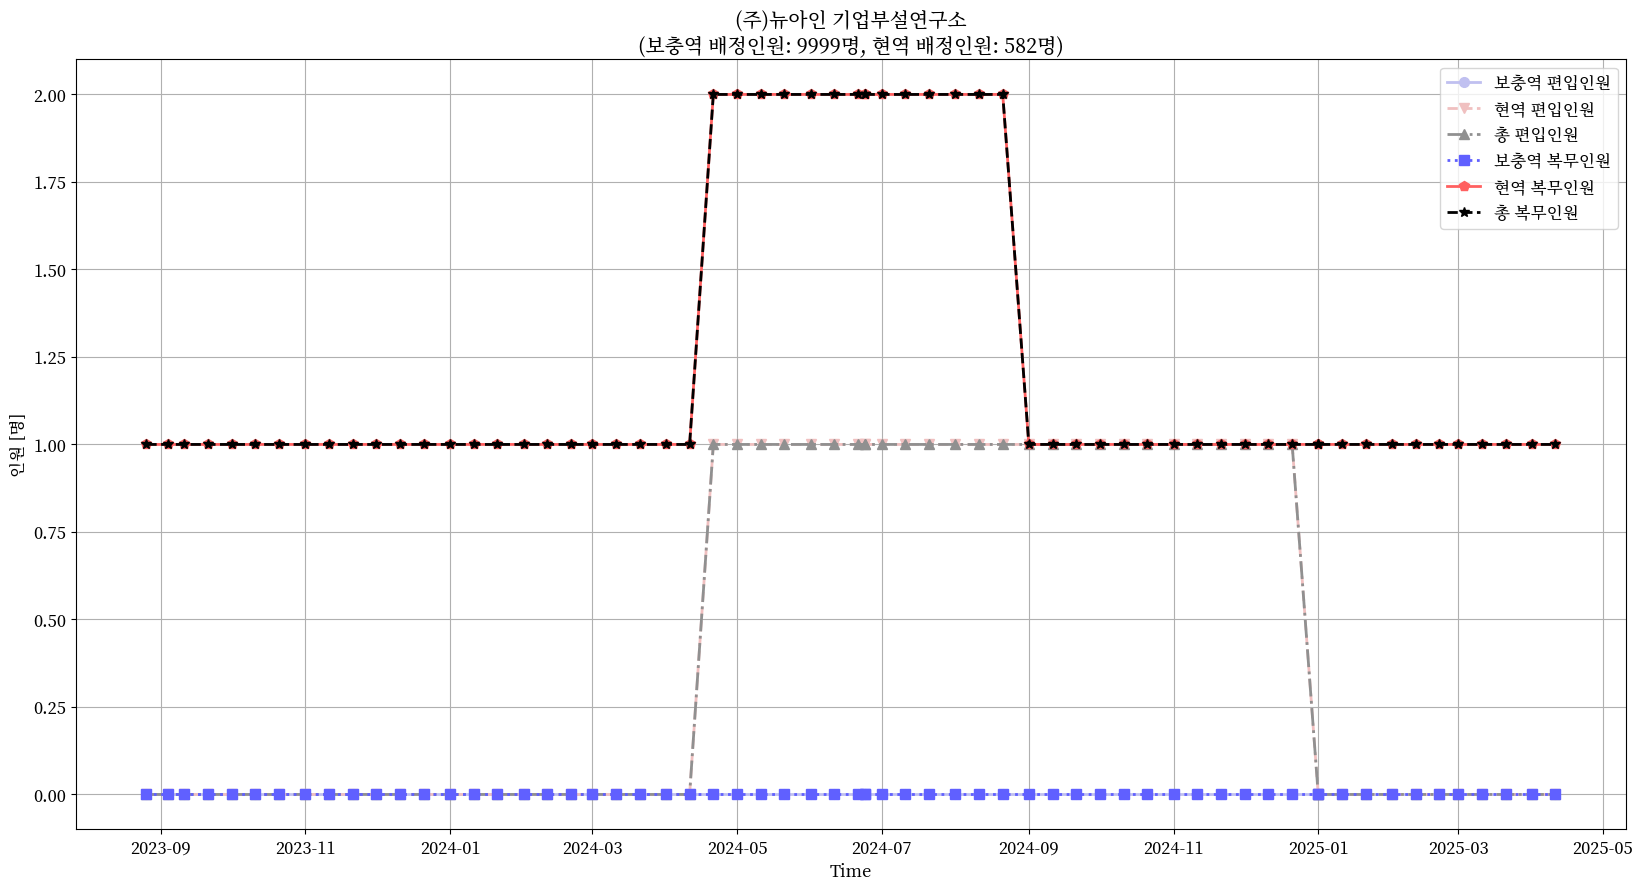 (주)뉴아인 기업부설연구소
(보충역 배정인원: 9999명, 현역 배정인원: 582명)
보충역 편입인원
현역 편입인원
총 편입인원
보충역 복무인원
현역 복무인원
총 복무인원
2.00
1.75
1.50
1.25
1.00
0.75
0.50
0.25
0.00
인원 [명]
2023-09 2023-11 2024-01 2024-03 2024-05 2024-07 2024-09 2024-11 2025-01 2025-03 2025-05
Time